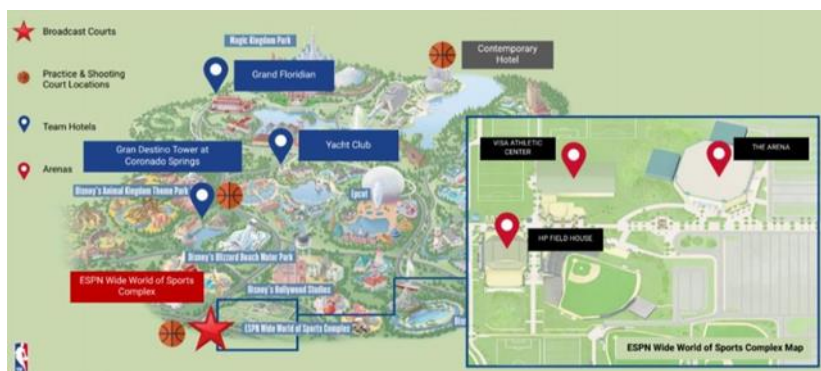 Broadcast Courts
Practice & Shooting
Court Locations
Team Hotels
Arenas
Magic Kingdom Park
Grand Floridian
Contemporary
Hotel
Gran Destino Tower at
Coronado Springs
Yacht Club
Disney's Animal Kingdom Theme Park
Epcot
Disney's Blizzard Beach Water Park
ESPN Wide World of Sports
Complex
Disney's Hollywood Studios
ESPN Wide World of Sports Complex
VISA ATHLETIC
CENTER
THE ARENA
HP FIELD HOUSE
ESPN Wide World of Sports Complex Map